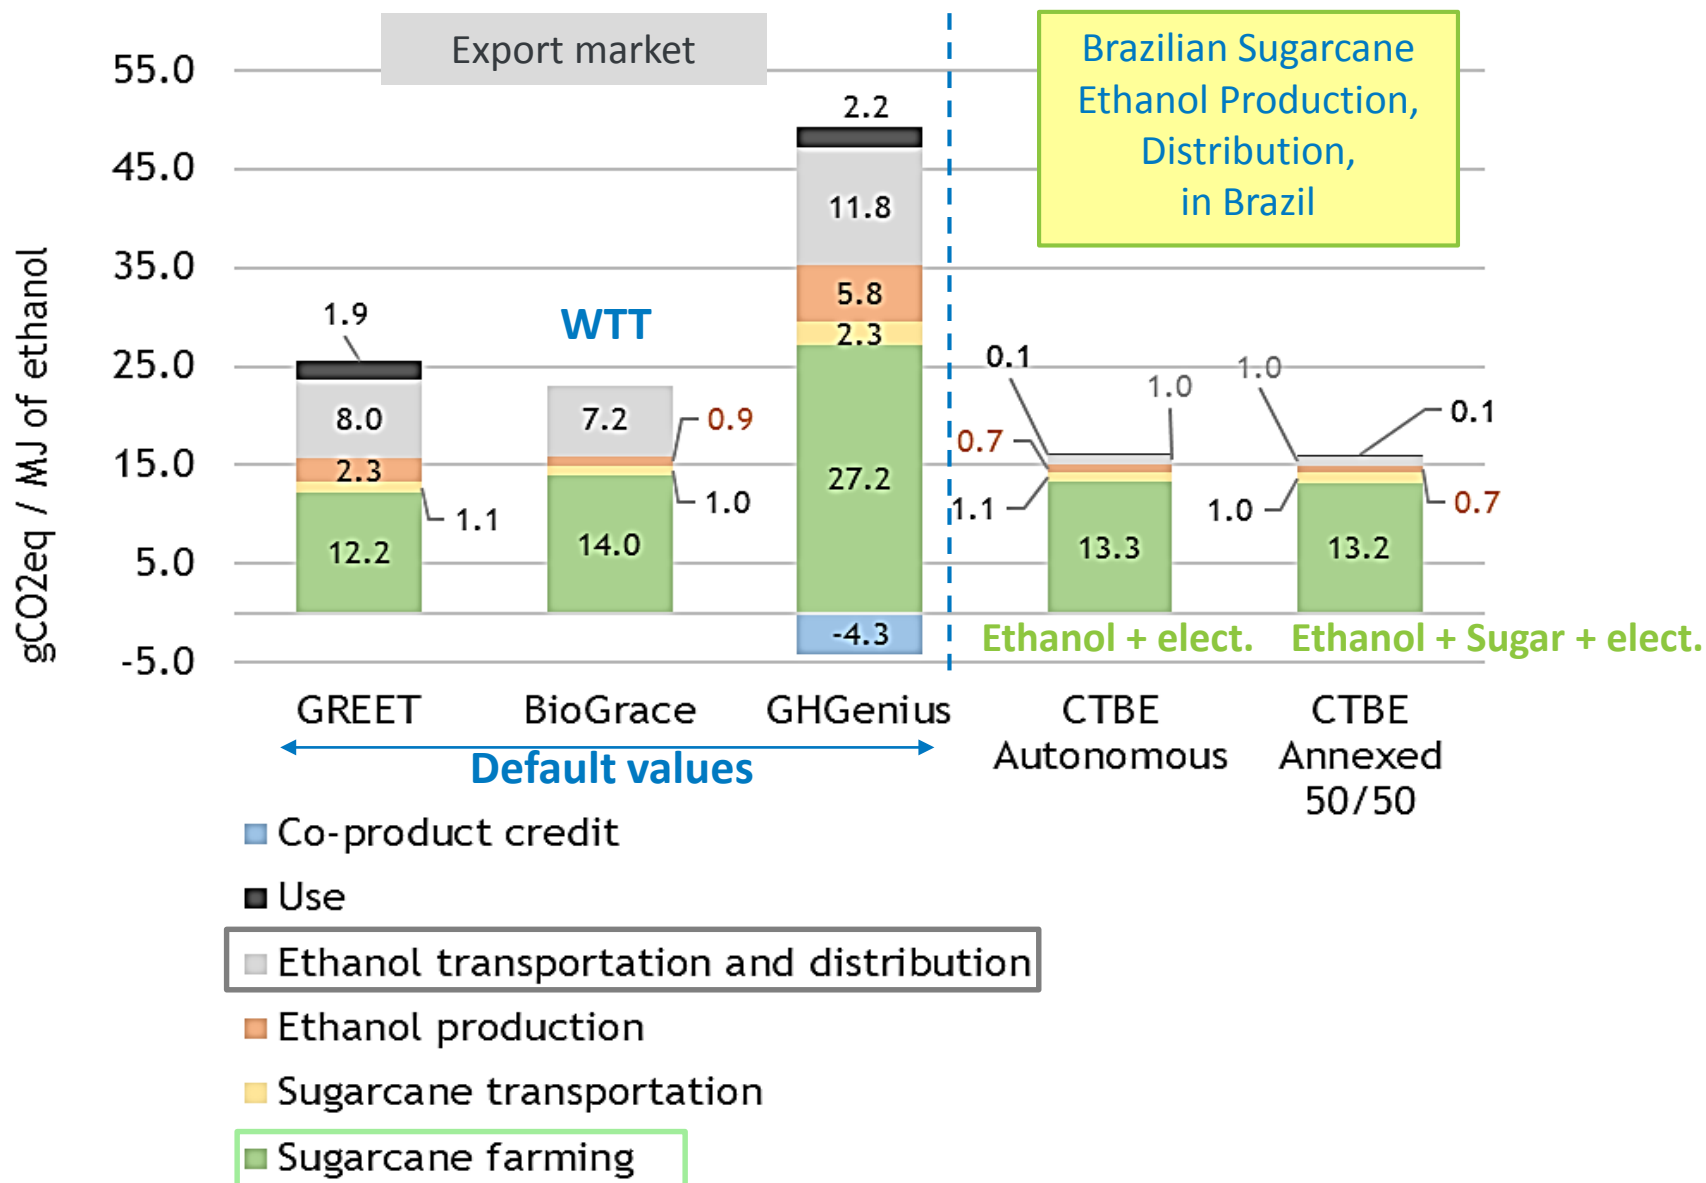 Export market
Brazilian Sugarcane
Ethanol Production,
Distribution,
in Brazil
gCO2eq / MJ of ethanol
55.0
45.0
35.0
25.0
15.0
5.0
-5.0
WTT
1.9
8.0
2.3
1.1
12.2
7.2
0.9
1.0
14.0
2.2
11.8
5.8
2.3
27.2
-4.3
0.1
1.0
0.7
1.1
13.3
1.0
0.1
1.0
0.7
13.2
Ethanol + elect.
Ethanol + Sugar + elect.
GREET
BioGrace
GHGenius
CTBE
Autonomous
CTBE
Annexed
50/50
Default values
Co-product credit
Use
Ethanol transportation and distribution
Ethanol production
Sugarcane transportation
Sugarcane farming